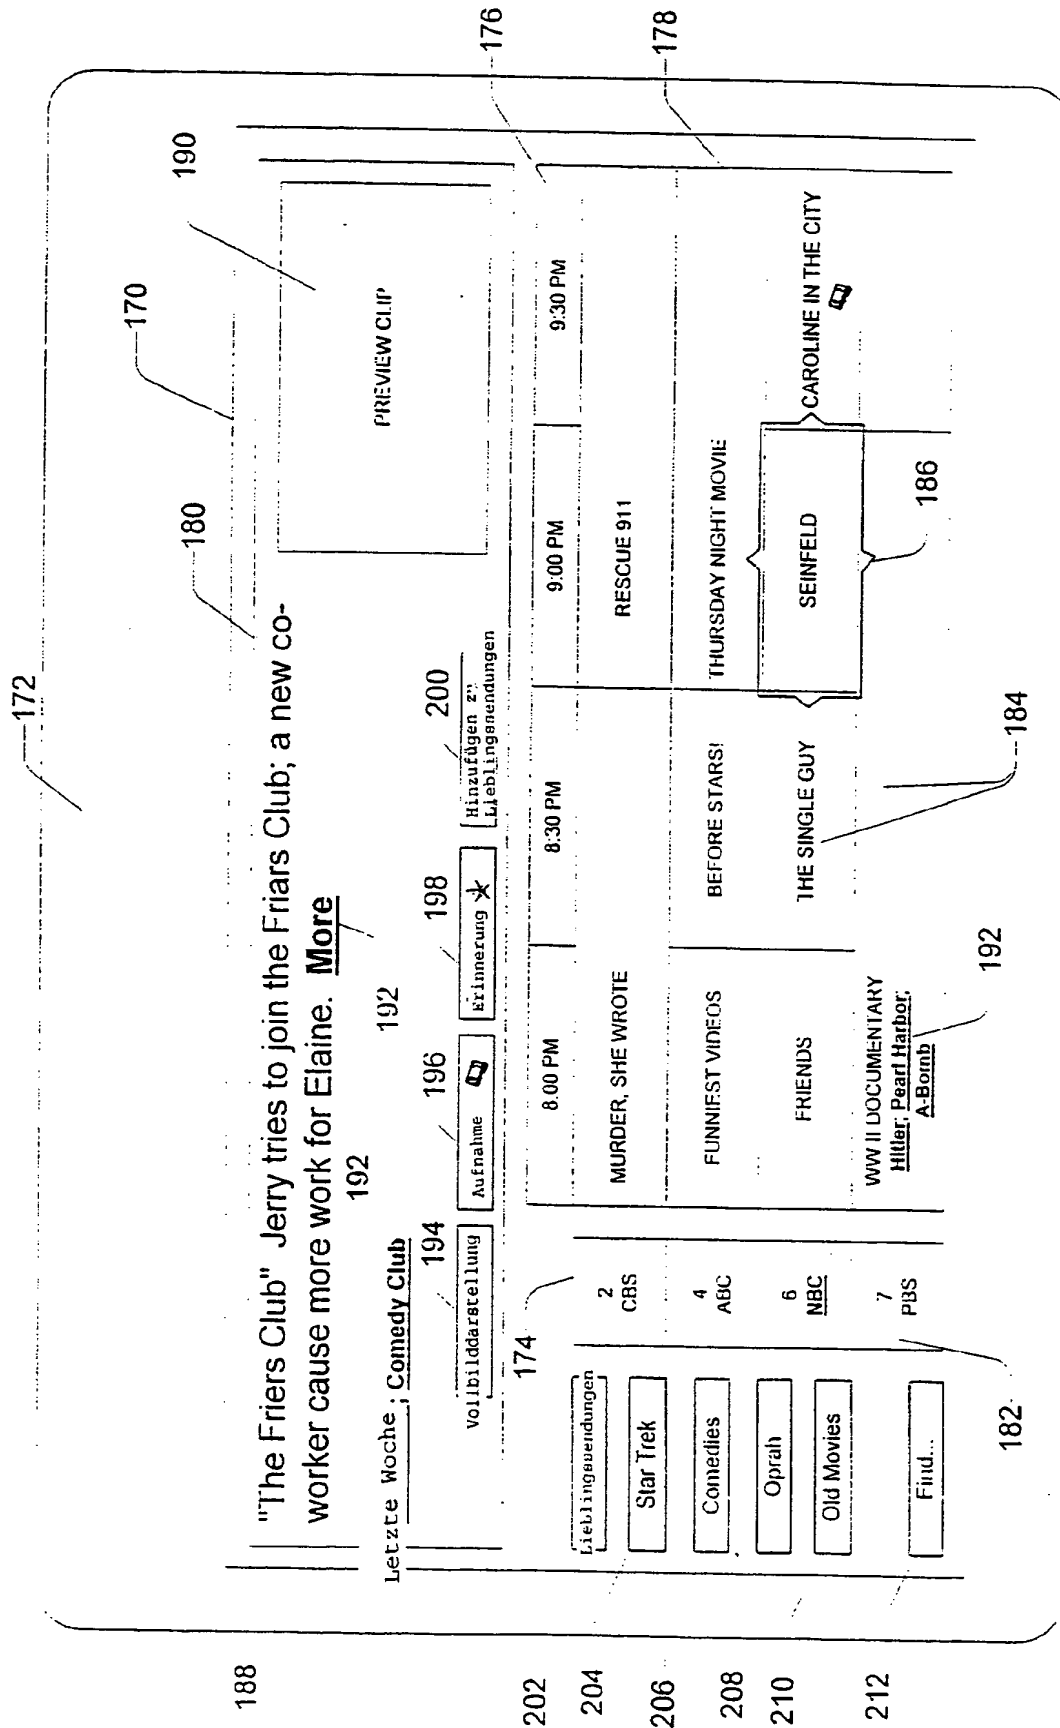 172
170
180
190
176
178
188
"The Friers Club" Jerry tries to join the Friars Club; a new co-
worker cause more work for Elaine. More
192
192
Letzte Woche ; Comedy Club
PREVIEW CLIP
194
196
198
200
Vollbilddarstellung
Aufnahme
Erinnerung
Hinzufügen z"
Lieblingssendungen
174
8.00 PM
8:30 PM
9:00 PM
9:30 PM
202
Lieblingssendungen
2
CBS
MURDER, SHE WROTE
RESCUE 911
204
Star Trek
206
4
ABC
FUNNIEST VIDEOS
BEFORE STARS!
THURSDAY NIGHT MOVIE
208
Comedies
Oprah
6
NBC
FRIENDS
THE SINGLE GUY
SEINFELD
CAROLINE IN THE CITY
210
Old Movies
7
PBS
WW II DOCUMENTARY
Hitler; Pearl Harbor;
A-Bomb
212
Find...
182
192
184
186